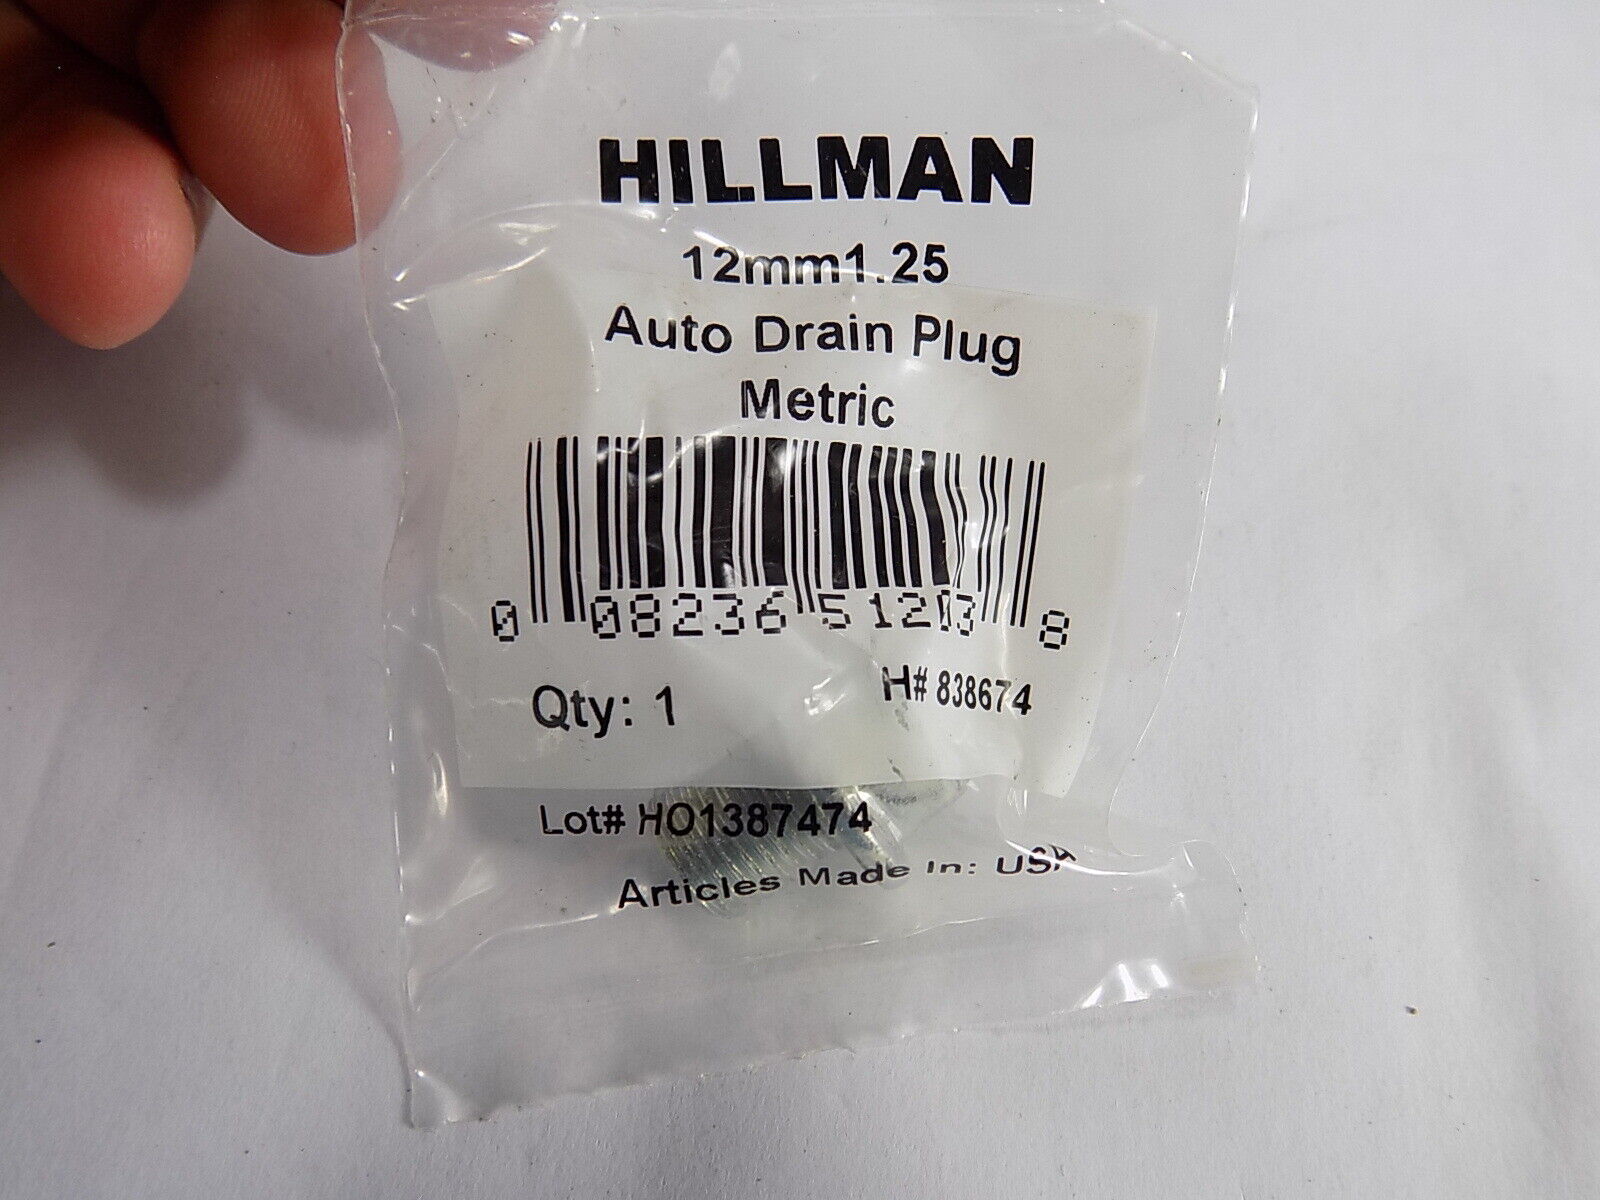 HILLMAN
12mm1.25
Auto Drain Plug
Metric
0 08236 51203 8
Qty: 1 H# 838674
Lot# HO1387474
Articles Made In: USA